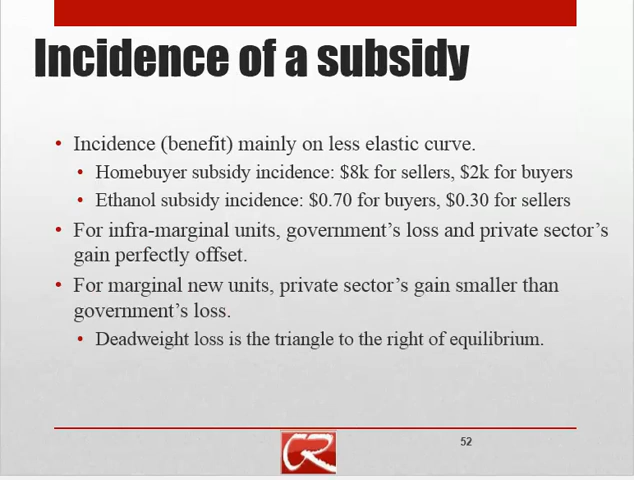 Incidence of a subsidy
• Incidence (benefit) mainly on less elastic curve.
• Homebuyer subsidy incidence: $8k for sellers, $2k for buyers
• Ethanol subsidy incidence: $0.70 for buyers, $0.30 for sellers
• For infra-marginal units, government’s loss and private sector’s
gain perfectly offset.
• For marginal new units, private sector’s gain smaller than
government’s loss.
• Deadweight loss is the triangle to the right of equilibrium.
CR
52